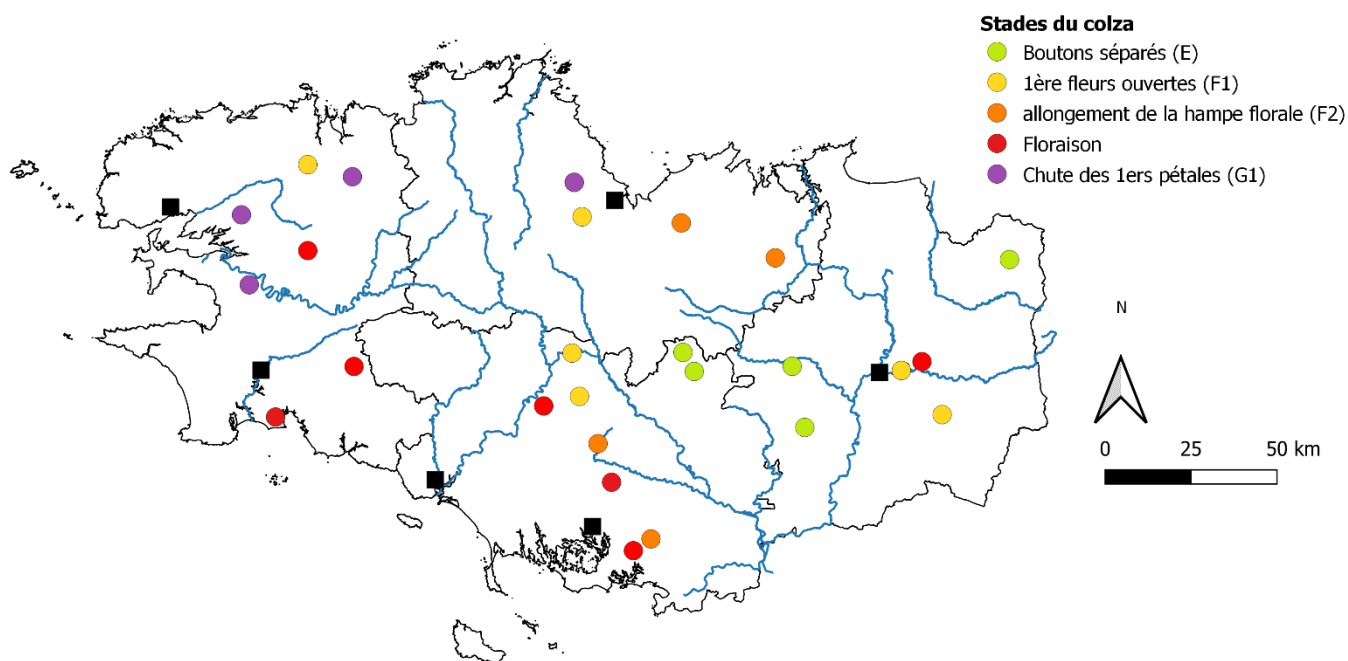 Stades du colza
Boutons séparés (E)
1ère fleurs ouvertes (F1)
allongement de la hampe florale (F2)
Floraison
Chute des 1ers pétales (G1)
N
0 25 50 km